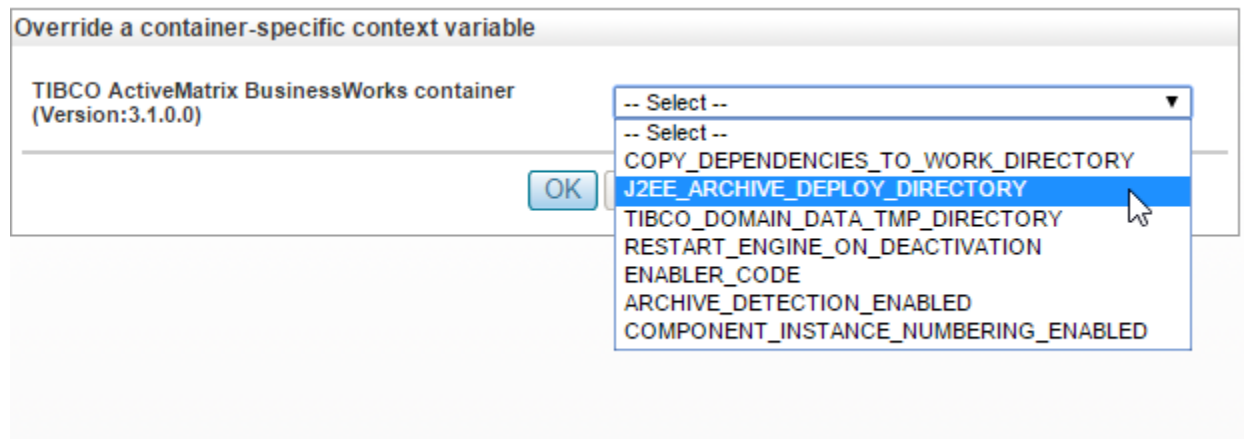 Override a container-specific context variable
TIBCO ActiveMatrix BusinessWorks container
(Version:3.1.0.0)
-- Select --
-- Select --
COPY_DEPENDENCIES_TO_WORK_DIRECTORY
J2EE_ARCHIVE_DEPLOY_DIRECTORY
TIBCO_DOMAIN_DATA_TMP_DIRECTORY
RESTART_ENGINE_ON_DEACTIVATION
ENABLER_CODE
ARCHIVE_DETECTION_ENABLED
COMPONENT_INSTANCE_NUMBERING_ENABLED
OK